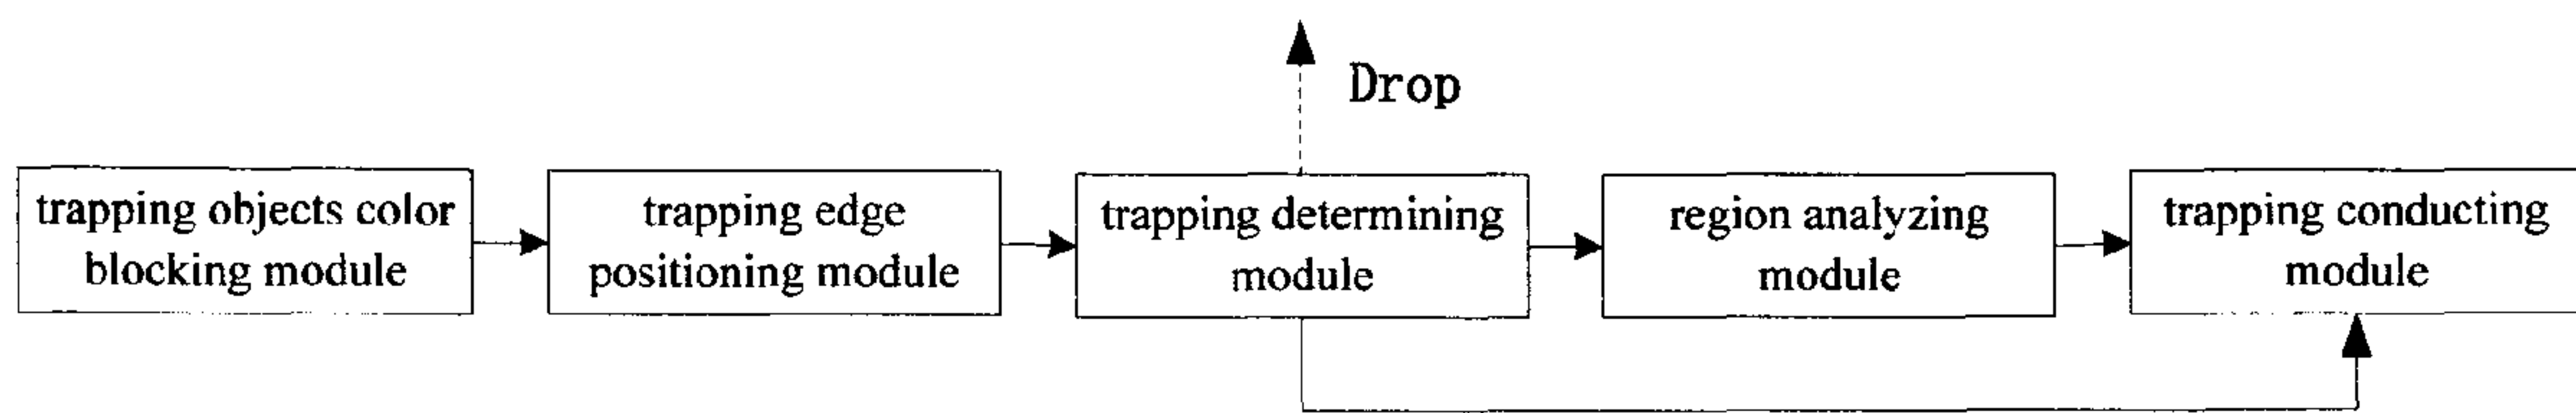 Drop
trapping objects color
blocking module
trapping edge
positioning module
trapping determining
module
region analyzing
module
trapping conducting
module